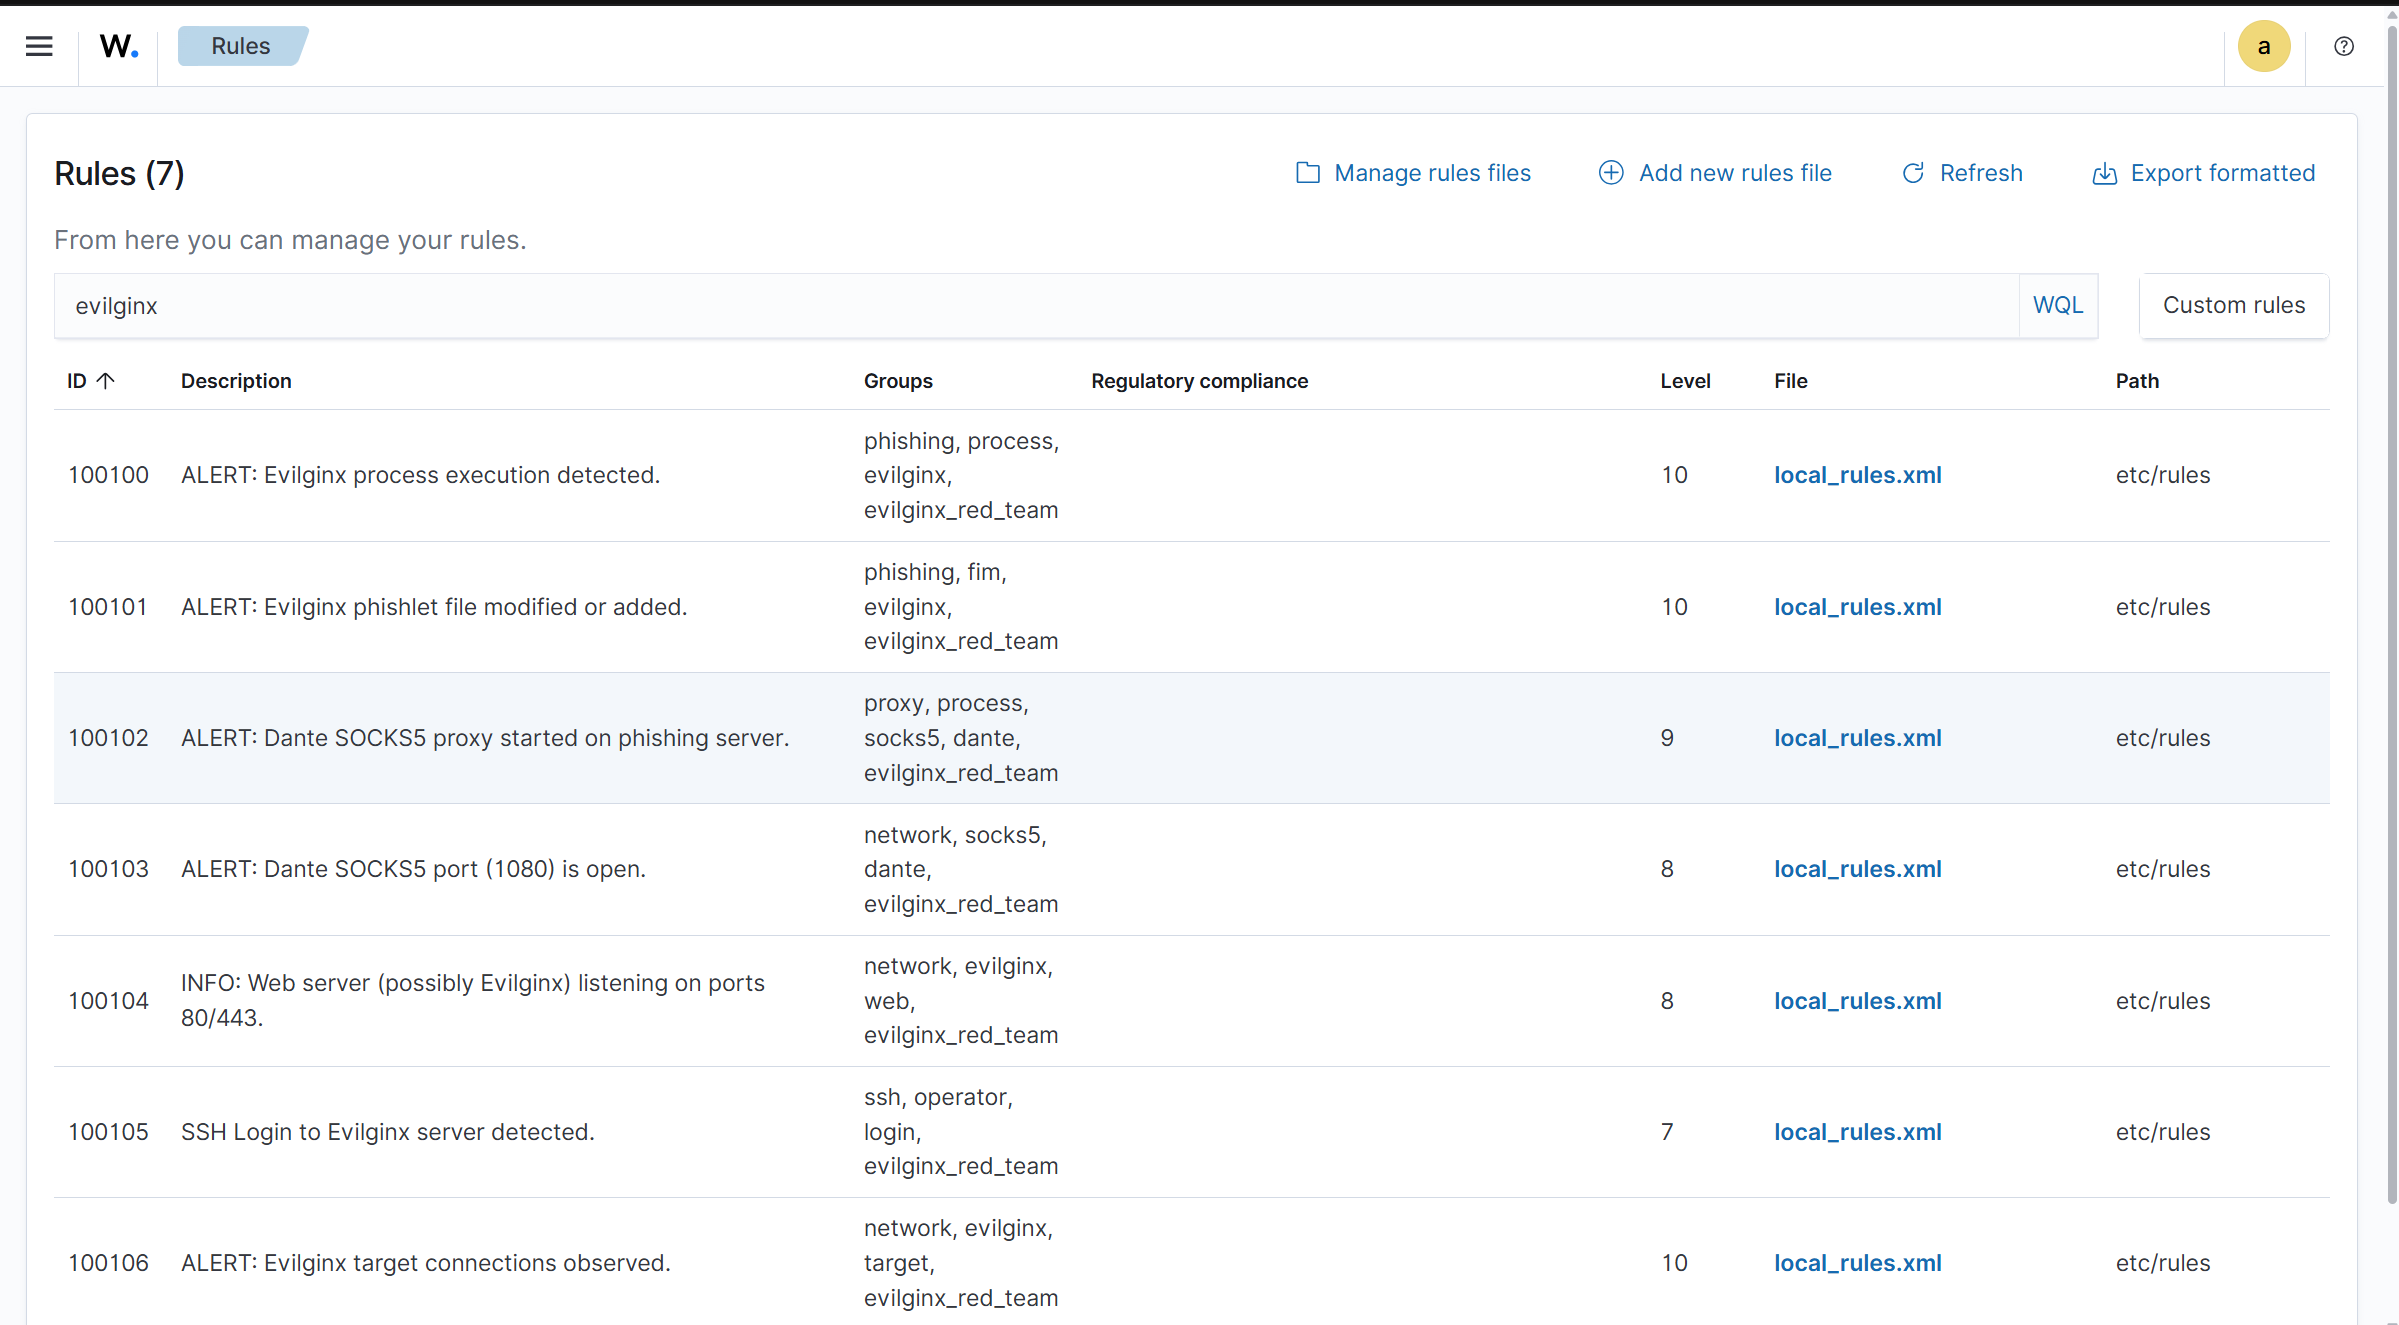 W.
Rules
a
Rules (7)
Manage rules files
Add new rules file
Refresh
Export formatted
From here you can manage your rules.
evilginx
WQL
Custom rules
ID Description Groups Regulatory compliance Level File Path
100100 ALERT: Evilginx process execution detected. phishing, process,
evilginx,
evilginx_red_team 10 local_rules.xml etc/rules
100101 ALERT: Evilginx phishlet file modified or added. phishing, fim,
evilginx,
evilginx_red_team 10 local_rules.xml etc/rules
100102 ALERT: Dante SOCKS5 proxy started on phishing server. proxy, process,
socks5, dante,
evilginx_red_team 9 local_rules.xml etc/rules
100103 ALERT: Dante SOCKS5 port (1080) is open. network, socks5,
dante,
evilginx_red_team 8 local_rules.xml etc/rules
100104 INFO: Web server (possibly Evilginx) listening on ports
80/443. network, evilginx,
web,
evilginx_red_team 8 local_rules.xml etc/rules
100105 SSH Login to Evilginx server detected. ssh, operator,
login,
evilginx_red_team 7 local_rules.xml etc/rules
100106 ALERT: Evilginx target connections observed. network, evilginx,
target,
evilginx_red_team 10 local_rules.xml etc/rules